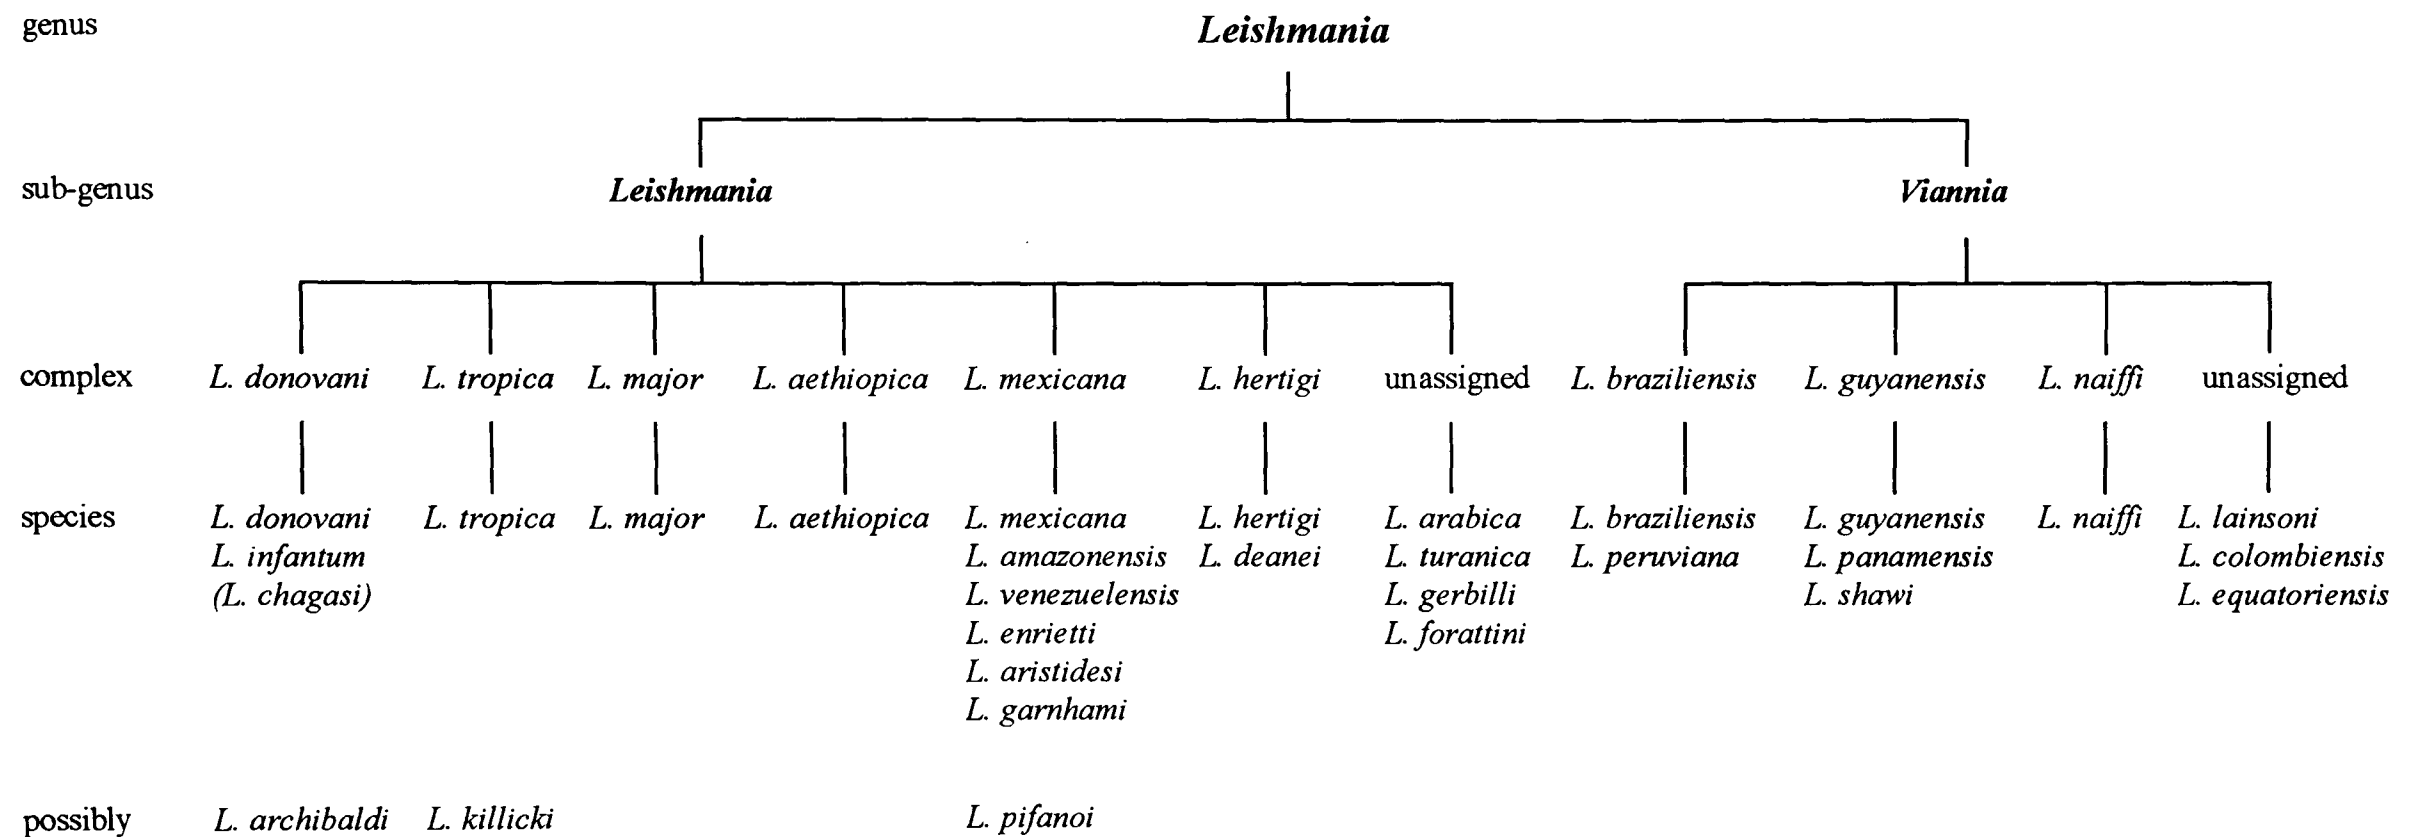 genus Leishmania
sub-genus Leishmania Viannia
complex L. donovani L. tropica L. major L. aethiopica L. mexicana L. hertigi unassigned L. braziliensis L. guyanensis L. naiffi unassigned
species L. donovani L. tropica L. major L. aethiopica L. mexicana L. hertigi L. arabica L. braziliensis L. guyanensis L. naiffi L. lainsoni
L. infantum L. amazonensis L. deanei L. turanica L. peruviana L. panamensis L. colombiensis
(L. chagasi) L. venezuelensis L. gerbilli L. shawi L. equatoriensis
L. enrietti L. forattini
L. aristidesi
L. garnhami
possibly L. archibaldi L. killicki L. pifanoi